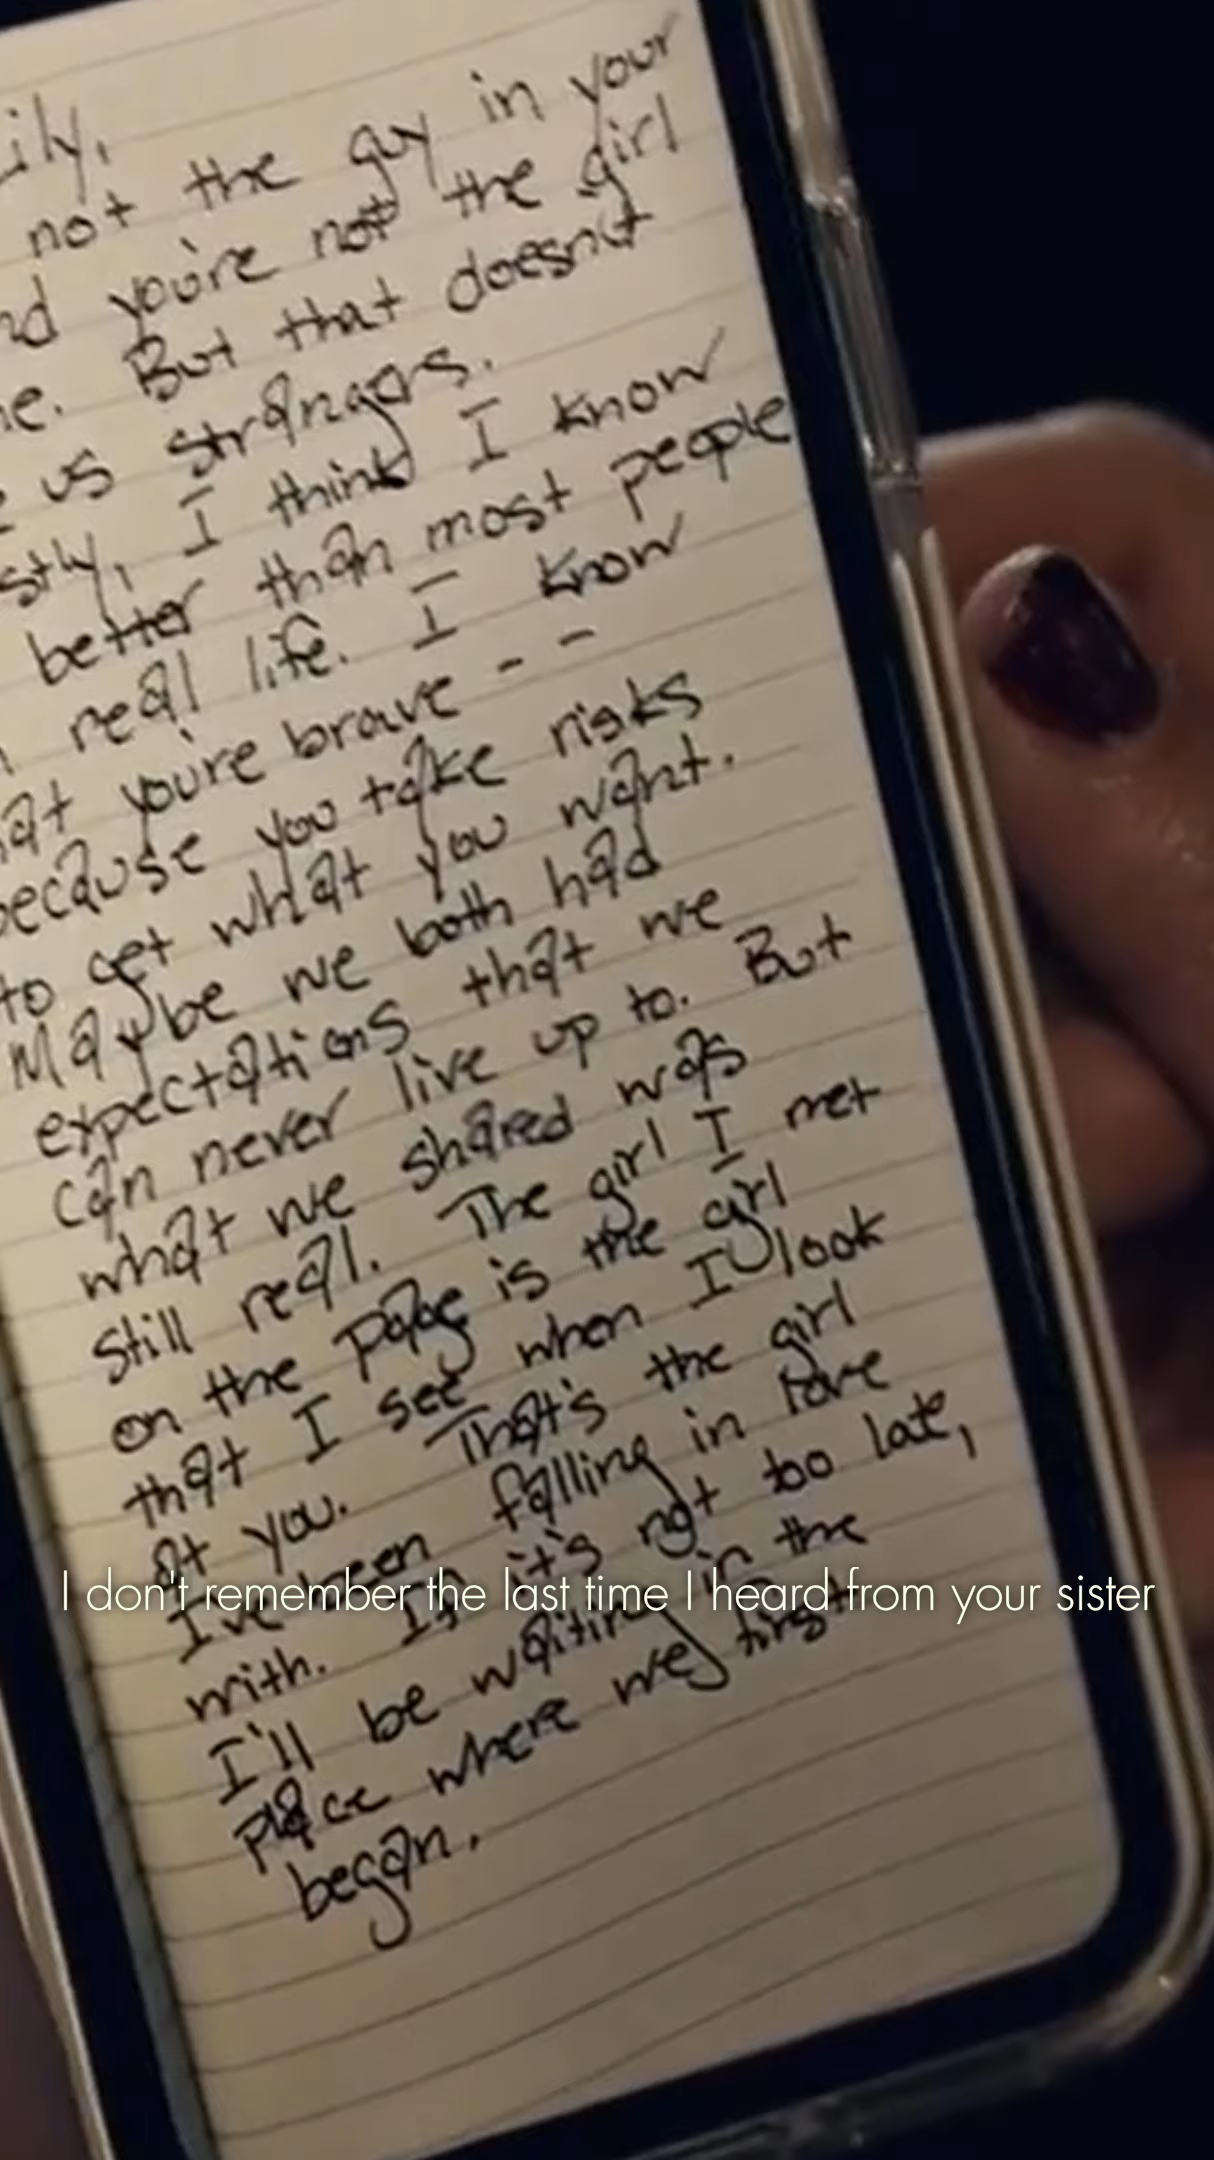 ily,
not the guy in your
nd you're not the girl
ne. But that doesn't
us strangers.
stly, I think I know
better than most people
real life. I know
at you're brave - -
because you take risks
to get what you want.
Maybe we both had
expectations that we
can never live up to. But
what we shared was
still real. The girl I met
on the page is the girl
that I see when I look
at you. That's the girl
I've been falling in love
with. If it's not too late,
I'll be waiting in the
place where we first
began.
I don't remember the last time I heard from your sister